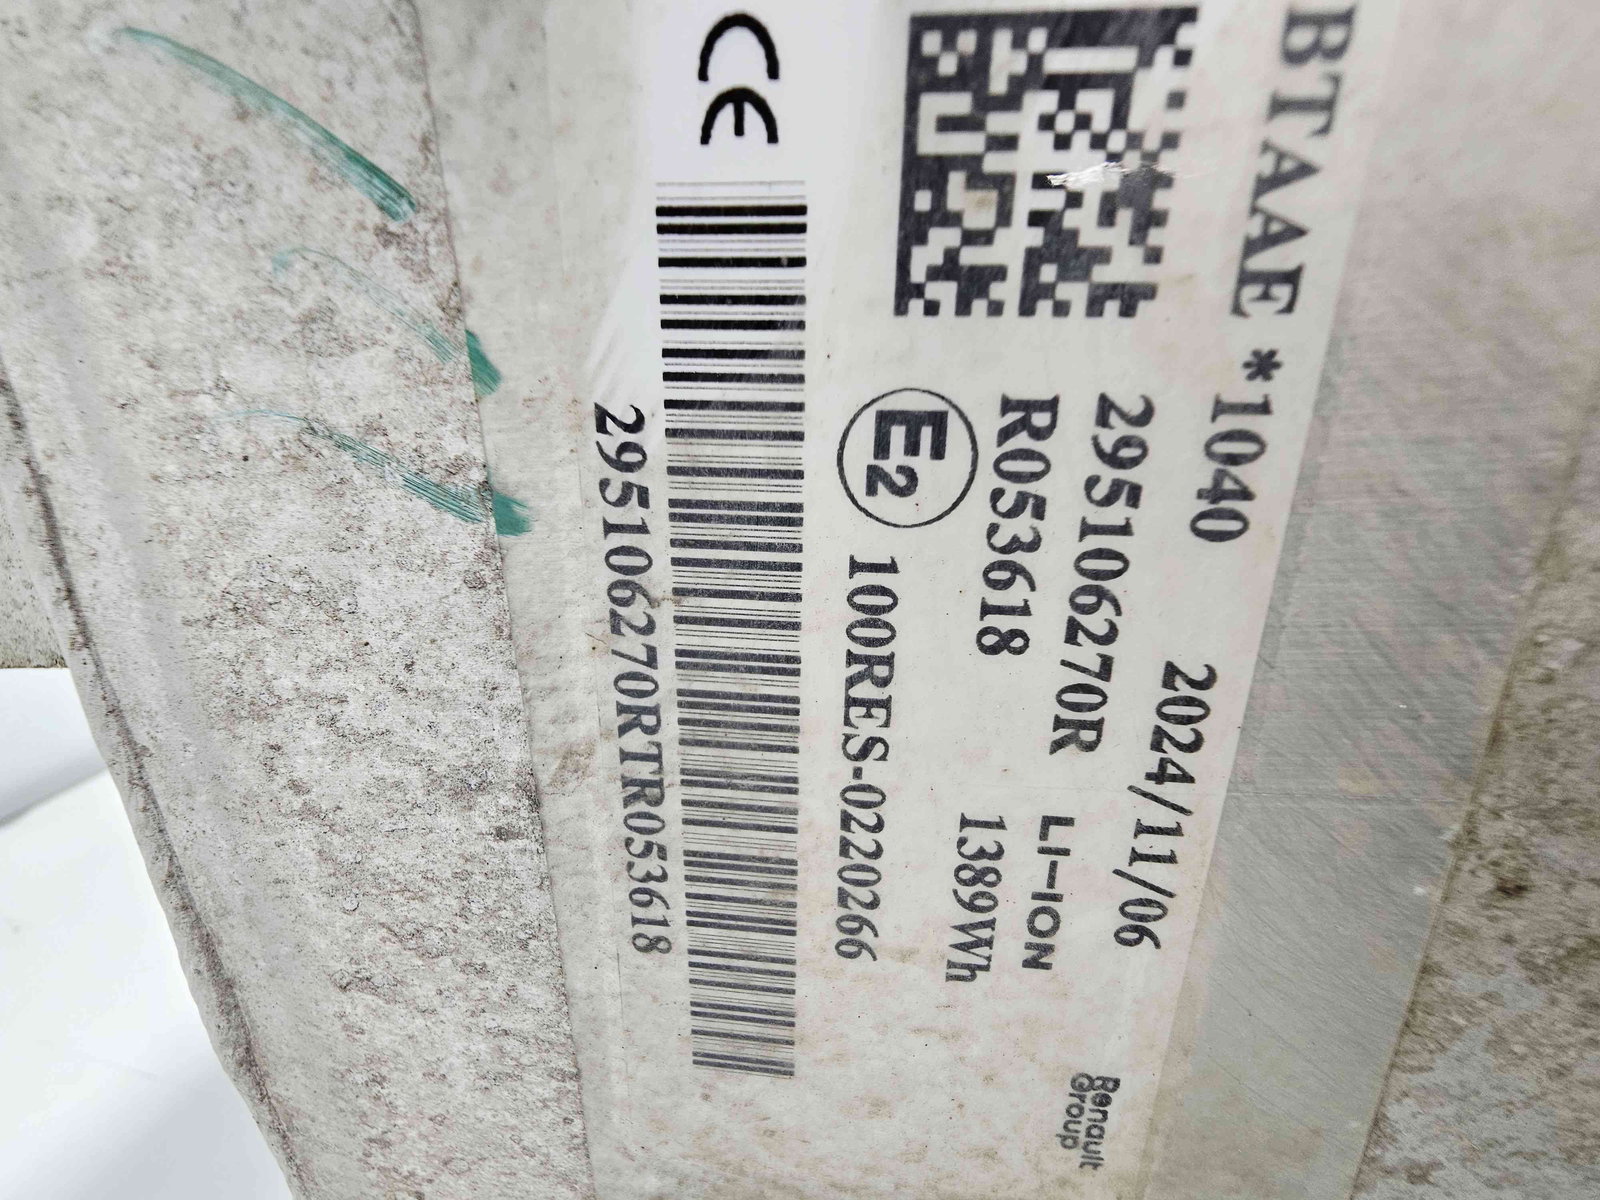 BTAAE *1040 2024/11/06
295106270R LI-ION
R053618 1389Wh
Renault
Group
E2 100RES-0220266
CE
295106270RTR053618